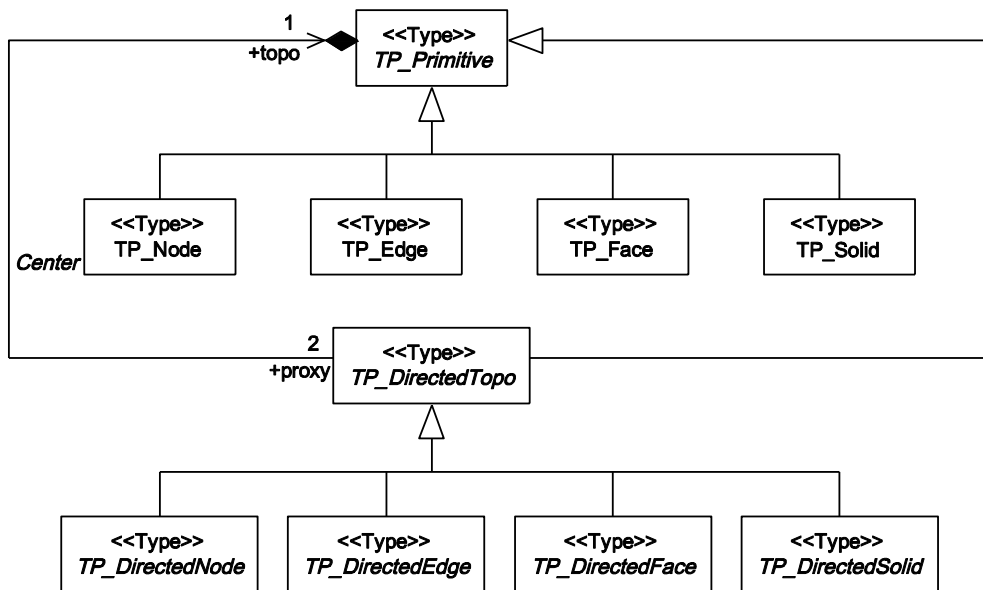 1
<<Type>>
+topo
TP_Primitive
<<Type>>
TP_Node
<<Type>>
TP_Edge
<<Type>>
TP_Face
<<Type>>
TP_Solid
Center
2
<<Type>>
+proxy
TP_DirectedTopo
<<Type>>
TP_DirectedNode
<<Type>>
TP_DirectedEdge
<<Type>>
TP_DirectedFace
<<Type>>
TP_DirectedSolid